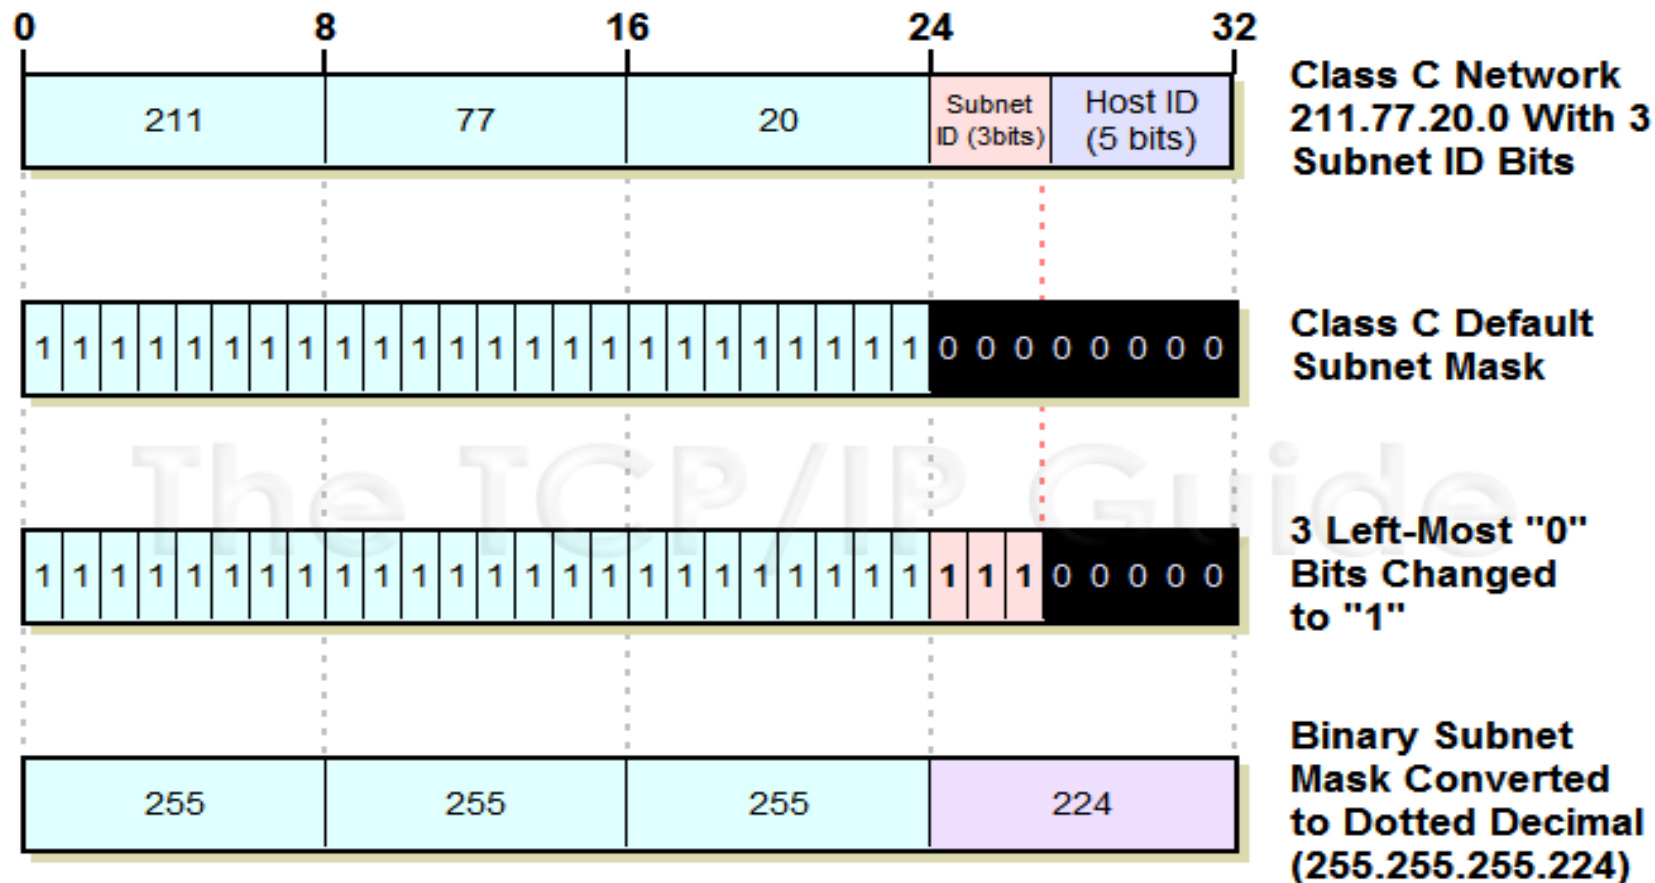 0 8 16 24 32
211 77 20 Subnet ID (3bits) Host ID (5 bits)
Class C Network
211.77.20.0 With 3
Subnet ID Bits
1 1 1 1 1 1 1 1 1 1 1 1 1 1 1 1 1 1 1 1 1 1 1 1 0 0 0 0 0 0 0 0
Class C Default
Subnet Mask
The TCP/IP Guide
1 1 1 1 1 1 1 1 1 1 1 1 1 1 1 1 1 1 1 1 1 1 1 1 1 1 1 0 0 0 0 0
3 Left-Most "0"
Bits Changed
to "1"
255 255 255 224
Binary Subnet
Mask Converted
to Dotted Decimal
(255.255.255.224)